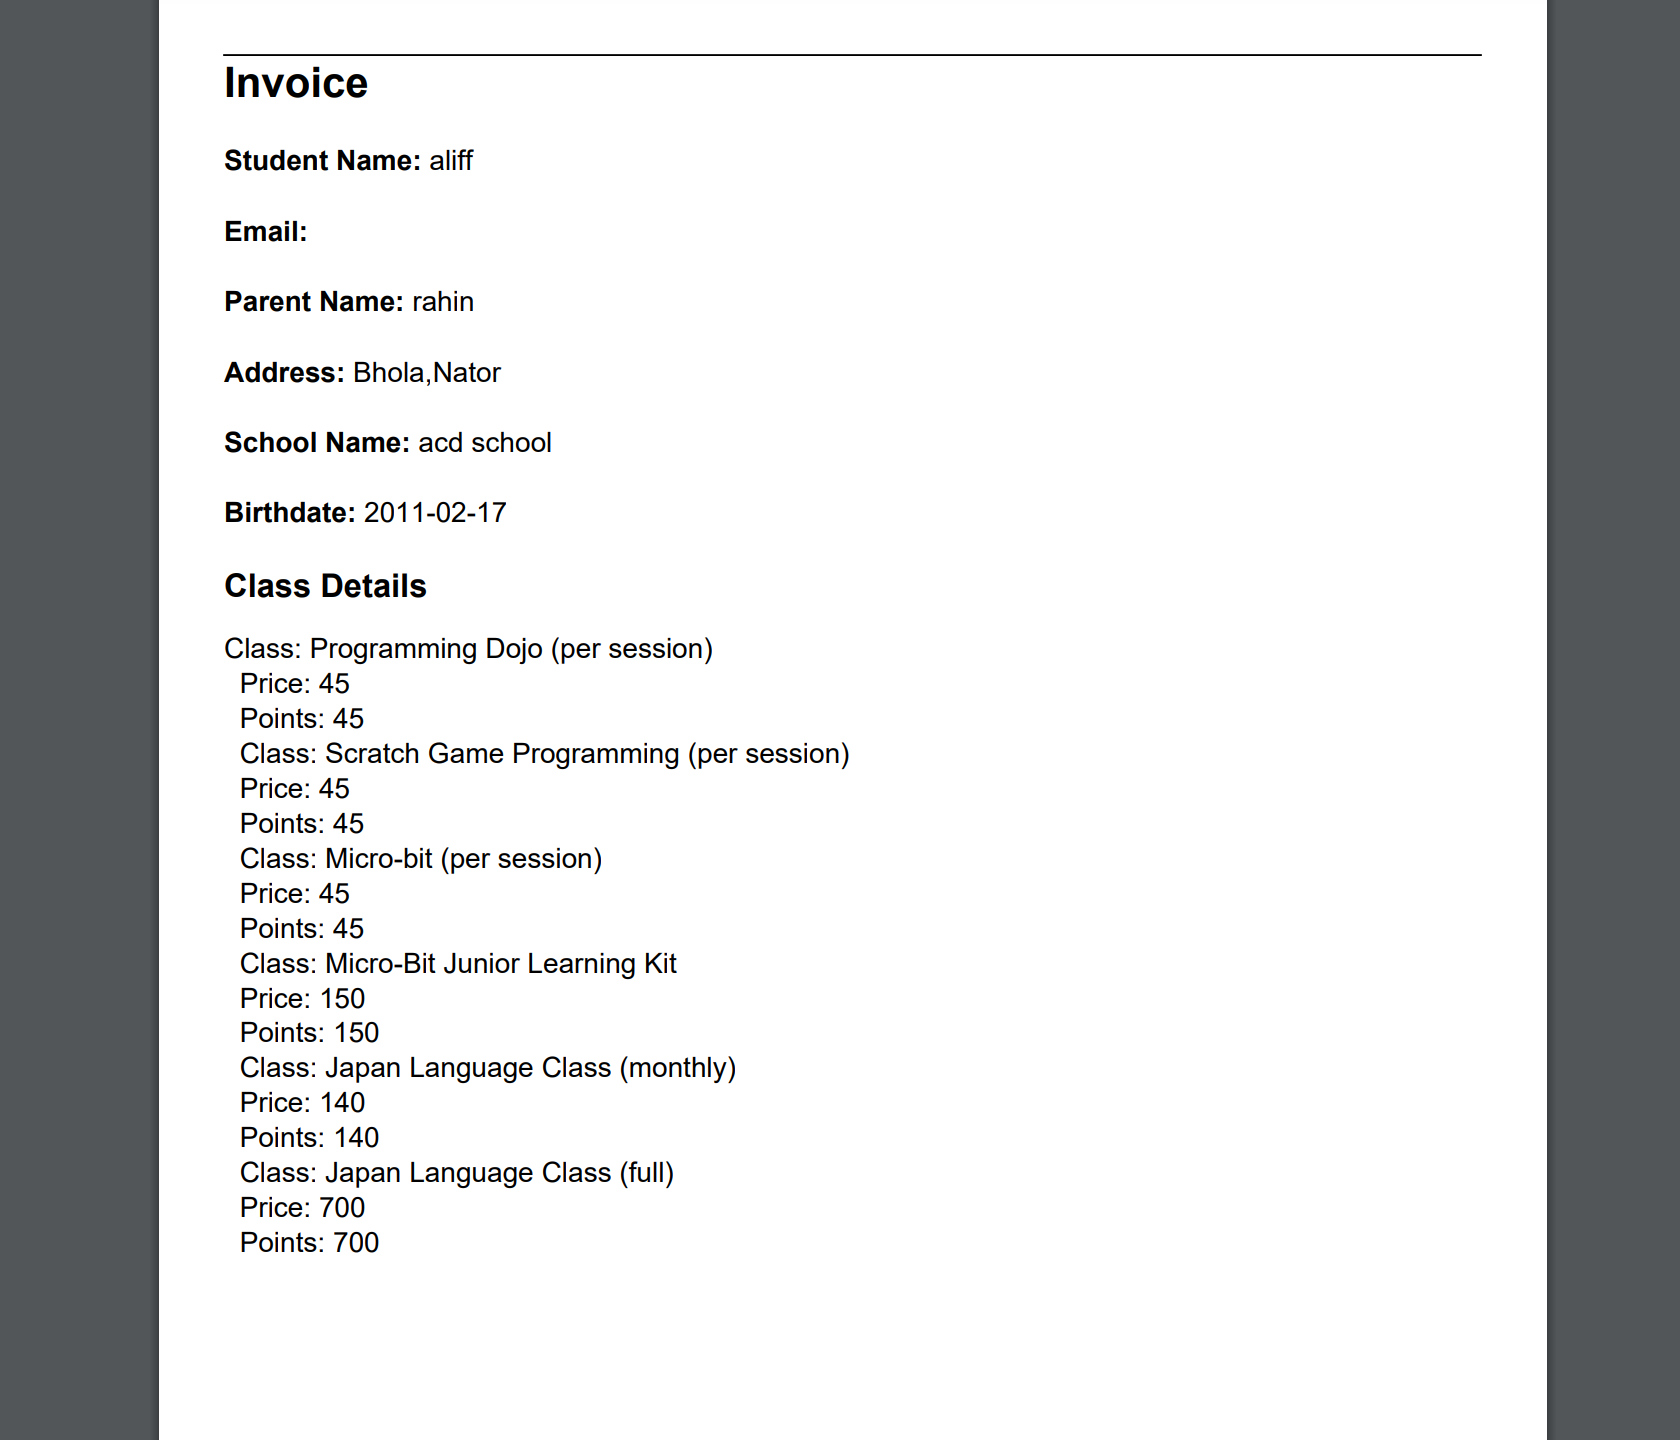 Invoice
Student Name: aliff
Email:
Parent Name: rahin
Address: Bhola,Nator
School Name: acd school
Birthdate: 2011-02-17
Class Details
Class: Programming Dojo (per session)
Price: 45
Points: 45
Class: Scratch Game Programming (per session)
Price: 45
Points: 45
Class: Micro-bit (per session)
Price: 45
Points: 45
Class: Micro-Bit Junior Learning Kit
Price: 150
Points: 150
Class: Japan Language Class (monthly)
Price: 140
Points: 140
Class: Japan Language Class (full)
Price: 700
Points: 700